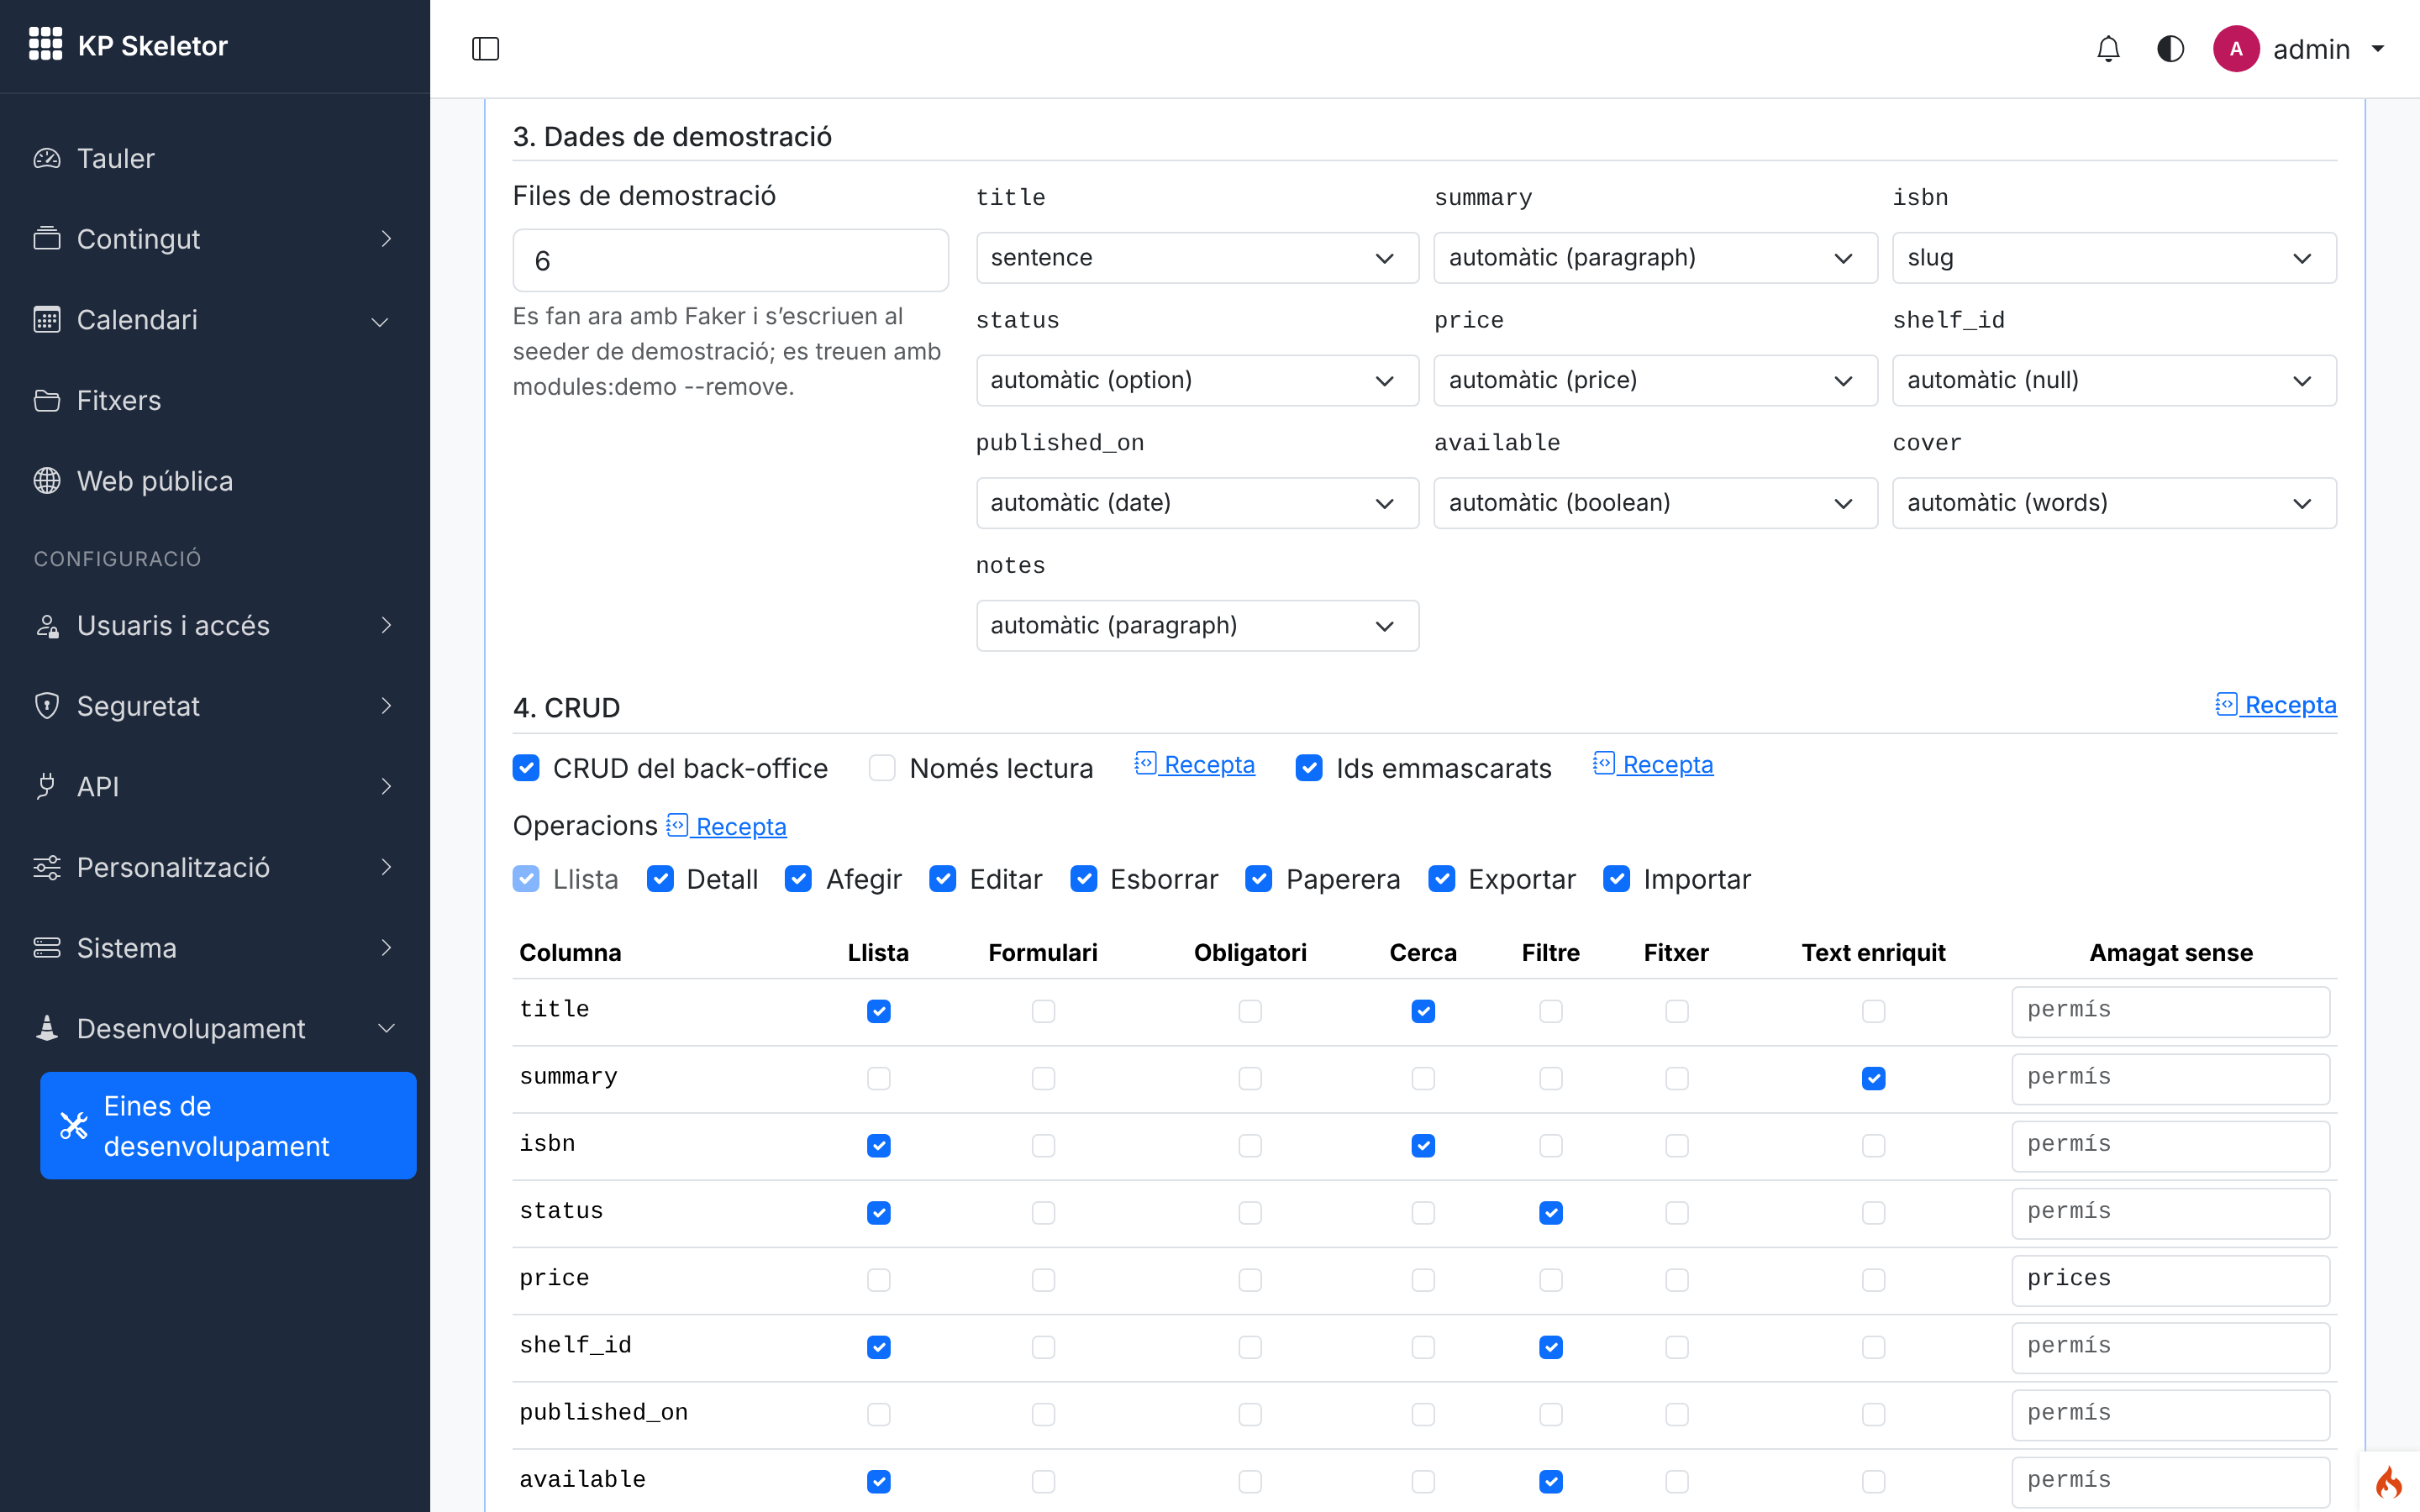 KP Skeletor
A
admin
Tauler
Contingut
Calendari
Fitxers
Web pública
CONFIGURACIÓ
Usuaris i accés
Seguretat
API
Personalització
Sistema
Desenvolupament
Eines de
desenvolupament
3. Dades de demostració
Files de demostració
6
Es fan ara amb Faker i s’escriuen al
seeder de demostració; es treuen amb
modules:demo --remove.
title
summary
isbn
sentence
automàtic (paragraph)
slug
status
price
shelf_id
automàtic (option)
automàtic (price)
automàtic (null)
published_on
available
cover
automàtic (date)
automàtic (boolean)
automàtic (words)
notes
automàtic (paragraph)
4. CRUD
Recepta
CRUD del back-office
Només lectura
Recepta
Ids emmascarats
Recepta
Operacions
Recepta
Llista
Detall
Afegir
Editar
Esborrar
Paperera
Exportar
Importar
Columna Llista Formulari Obligatori Cerca Filtre Fitxer Text enriquit Amagat sense
title permís
summary permís
isbn permís
status permís
price prices
shelf_id permís
published_on permís
available permís